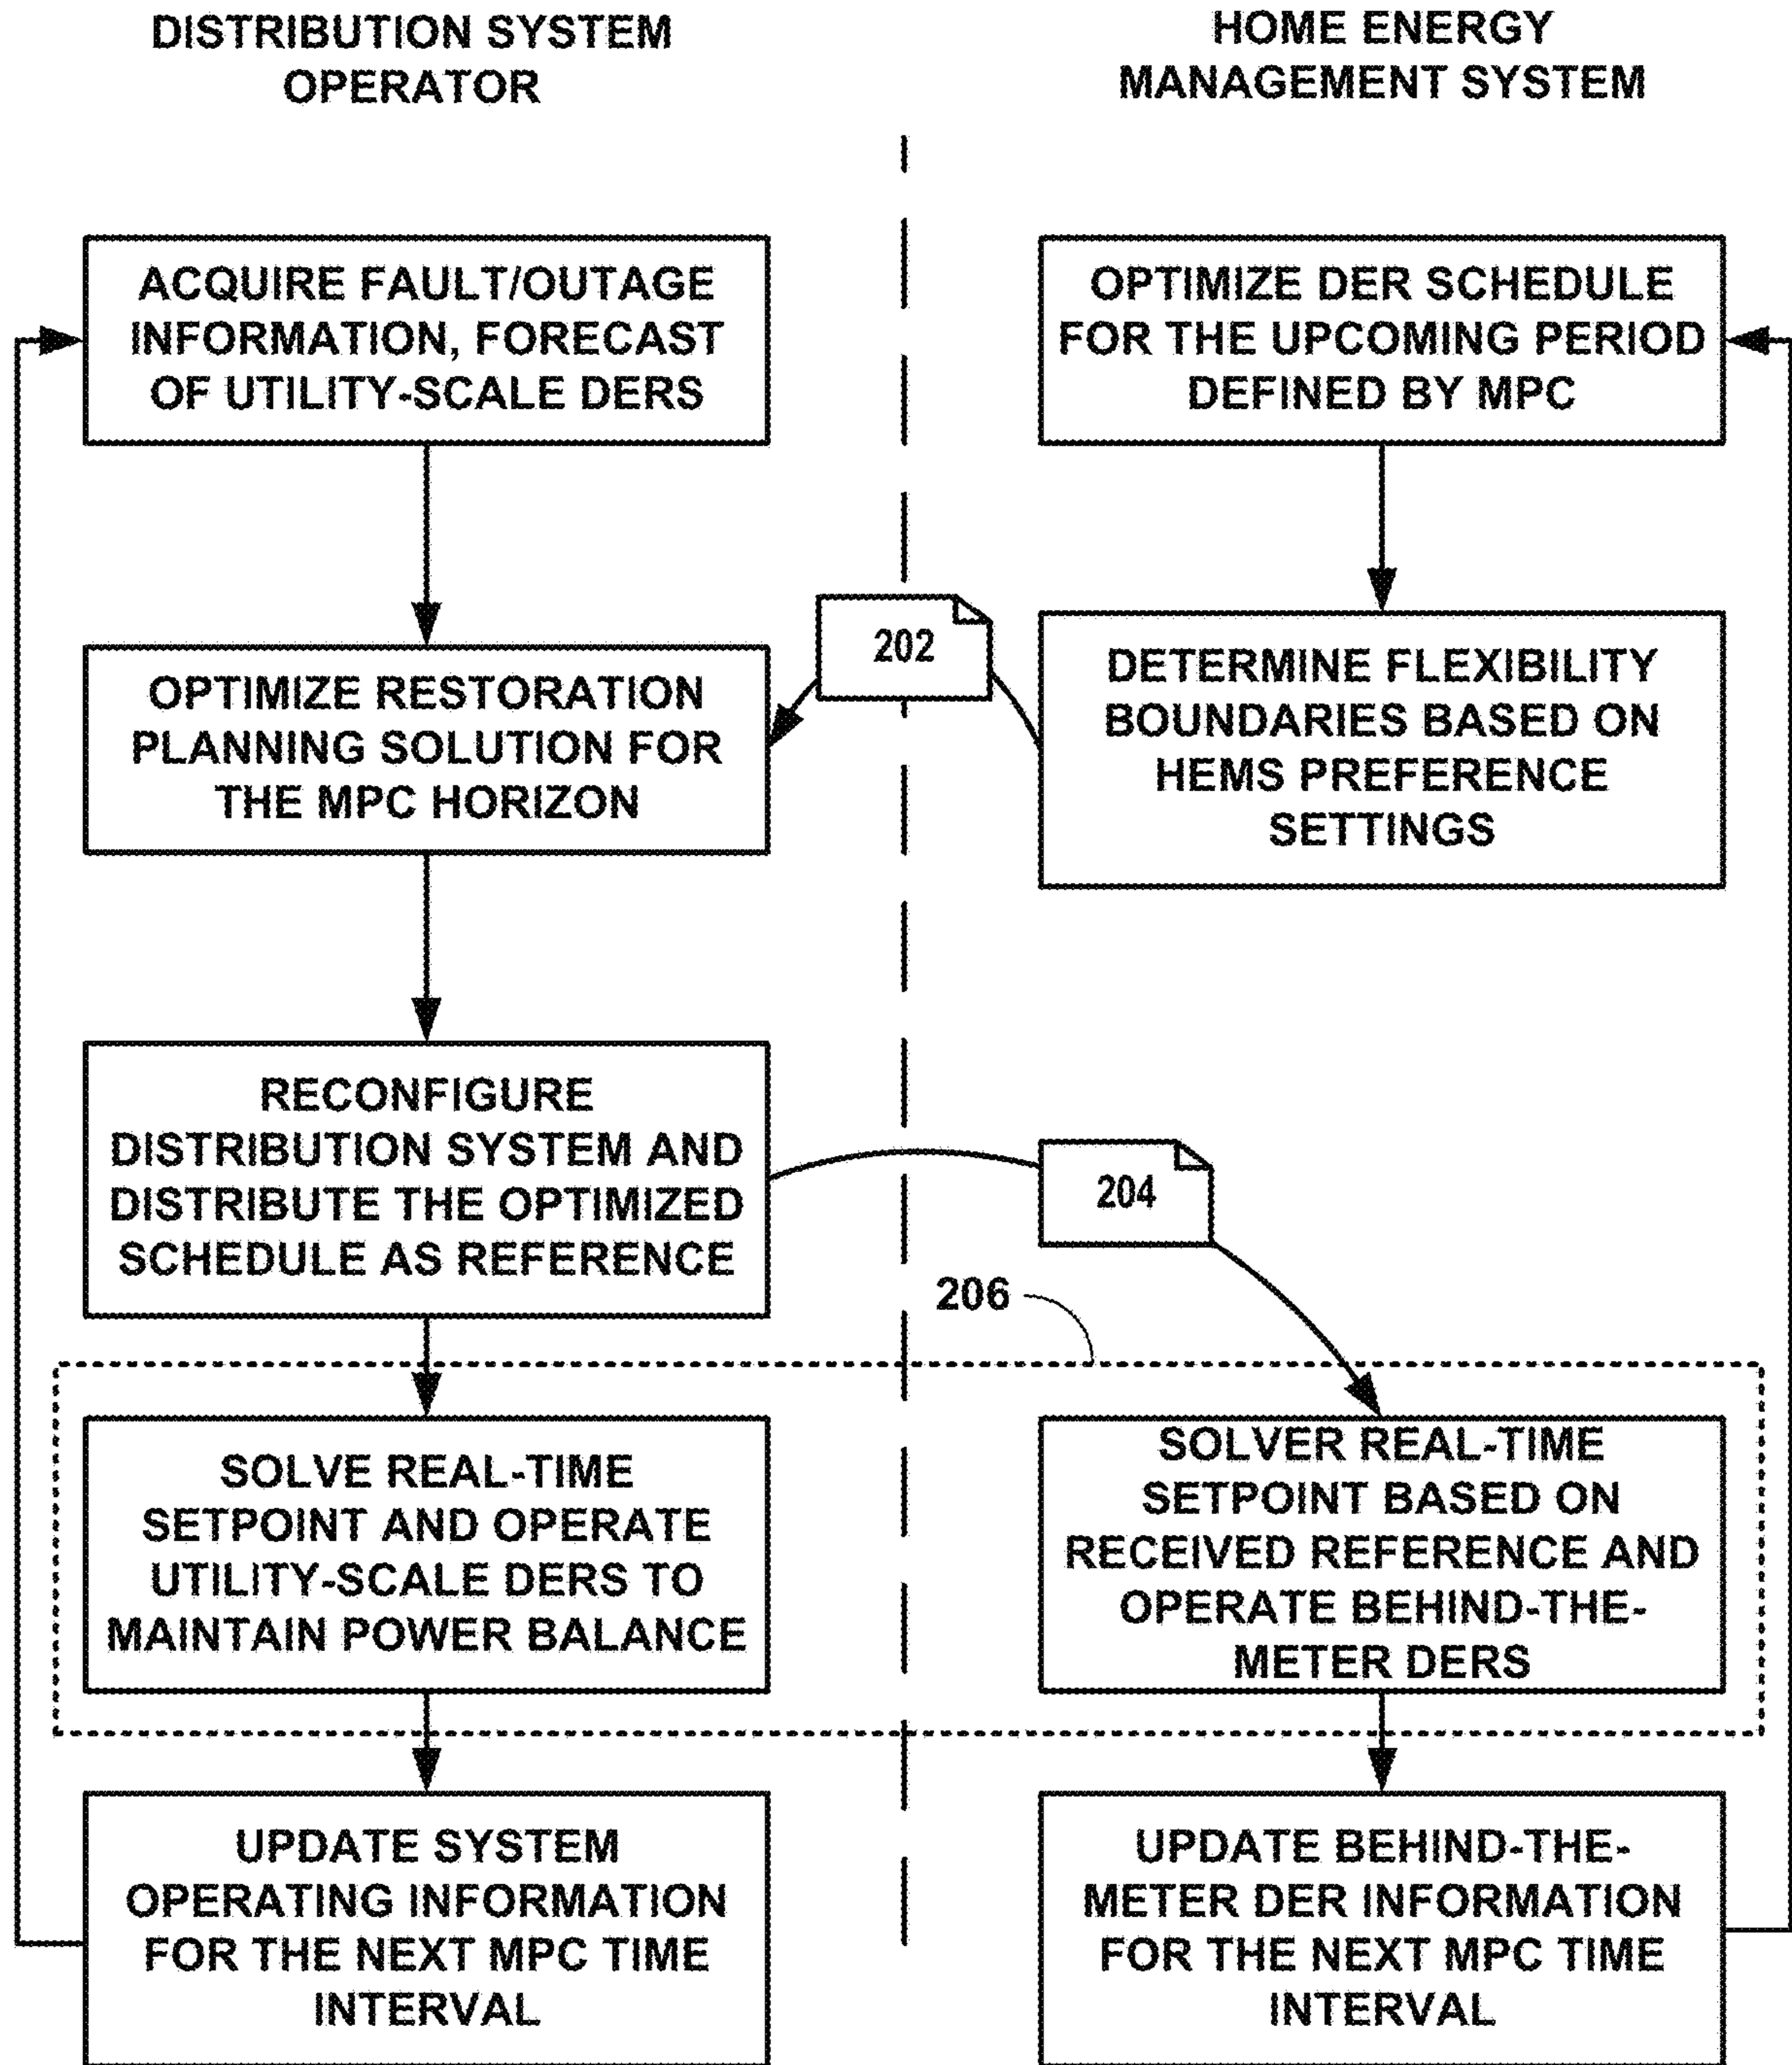 DISTRIBUTION SYSTEM
OPERATOR
HOME ENERGY
MANAGEMENT SYSTEM
ACQUIRE FAULT/OUTAGE
INFORMATION, FORECAST
OF UTILITY-SCALE DERS
OPTIMIZE DER SCHEDULE
FOR THE UPCOMING PERIOD
DEFINED BY MPC
202
OPTIMIZE RESTORATION
PLANNING SOLUTION FOR
THE MPC HORIZON
DETERMINE FLEXIBILITY
BOUNDARIES BASED ON
HEMS PREFERENCE
SETTINGS
RECONFIGURE
DISTRIBUTION SYSTEM AND
DISTRIBUTE THE OPTIMIZED
SCHEDULE AS REFERENCE
204
206
SOLVE REAL-TIME
SETPOINT AND OPERATE
UTILITY-SCALE DERS TO
MAINTAIN POWER BALANCE
SOLVER REAL-TIME
SETPOINT BASED ON
RECEIVED REFERENCE AND
OPERATE BEHIND-THE-
METER DERS
UPDATE SYSTEM
OPERATING INFORMATION
FOR THE NEXT MPC TIME
INTERVAL
UPDATE BEHIND-THE-
METER DER INFORMATION
FOR THE NEXT MPC TIME
INTERVAL